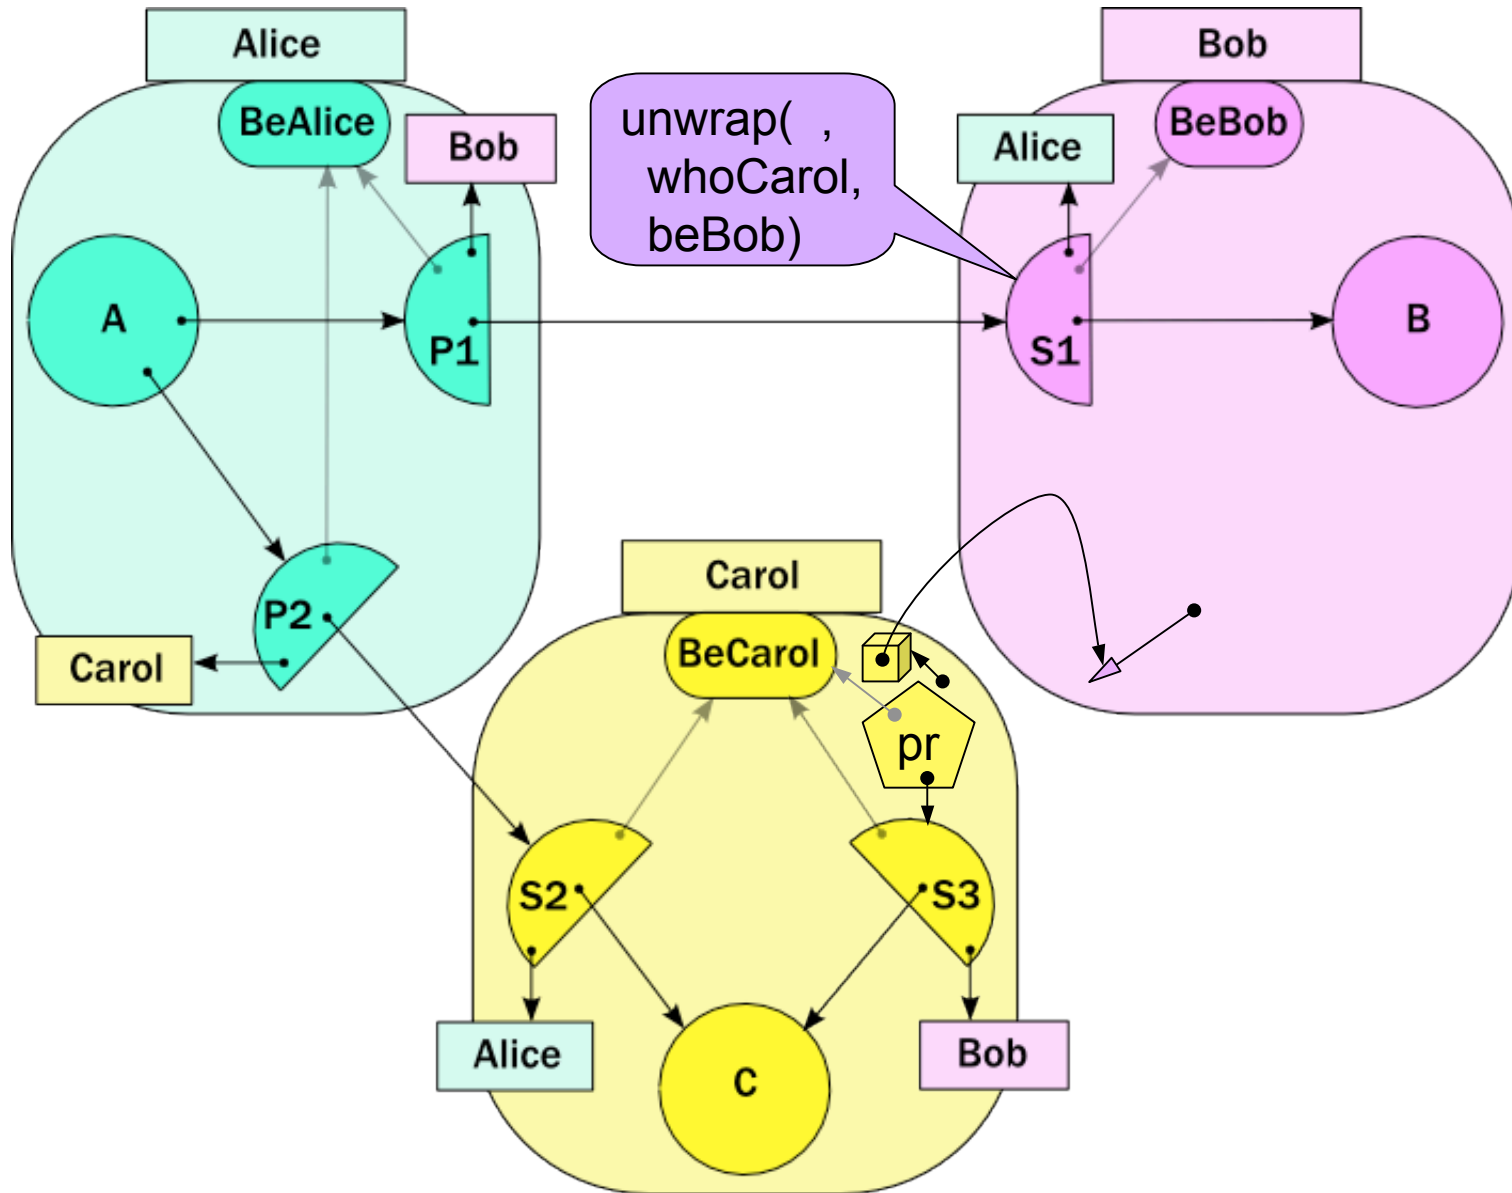 Alice
Bob
BeAlice
Bob
unwrap( ,
whoCarol,
beBob)
Alice
BeBob
A
P1
S1
B
P2
Carol
Carol
BeCarol
pr
S2
S3
Alice
C
Bob